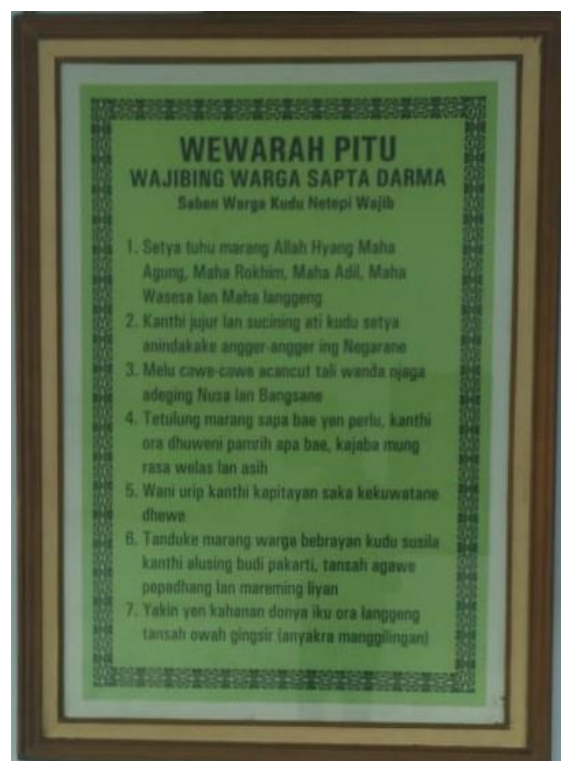 WEWARAH PITU
WAJIBING WARGA SAPTA DARMA
Saben Warga Kudu Netepi Wajib
1. Setya tuhu marang Allah Hyang Maha
Agung, Maha Rokhim, Maha Adil, Maha
Wasesa lan Maha langgeng
2. Kanthi jujur lan sucining ati kudu setya
anindakake angger-angger ing Negarane
3. Melu cawe-cawe acancut tali wanda njaga
adeging Nusa lan Bangsane
4. Tetulung marang sapa bae yen perlu, kanthi
ora dhuweni pamrih apa bae, kajaba mung
rasa welas lan asih
5. Wani urip kanthi kapitayan saka kekuwatane
dhewe
6. Tanduke marang warga bebrayan kudu susila
kanthi alusing budi pakarti, tansah agawe
pepadhang lan mareming liyan
7. Yakin yen kahanan donya iku ora langgeng
tansah owah gingsir (anyakra manggilingan)